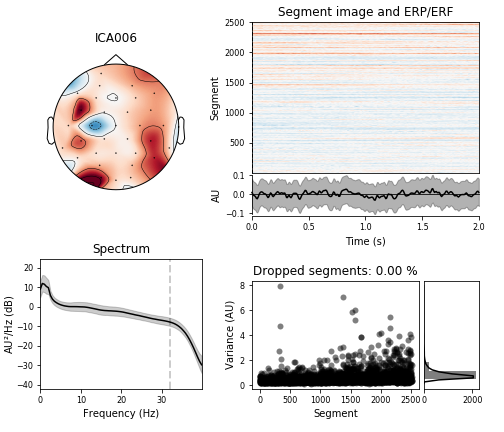 ICA006
Segment image and ERP/ERF
2500
2000
1500
1000
500
Segment
0.1
0.0
−0.1
AU
0.0 0.5 1.0 1.5 2.0
Time (s)
Spectrum
20
10
0
−10
−20
−30
−40
AU²/Hz (dB)
0 10 20 30
Frequency (Hz)
Dropped segments: 0.00 %
8
6
4
2
0
Variance (AU)
0 500 1000 1500 2000 2500
Segment
0 2000